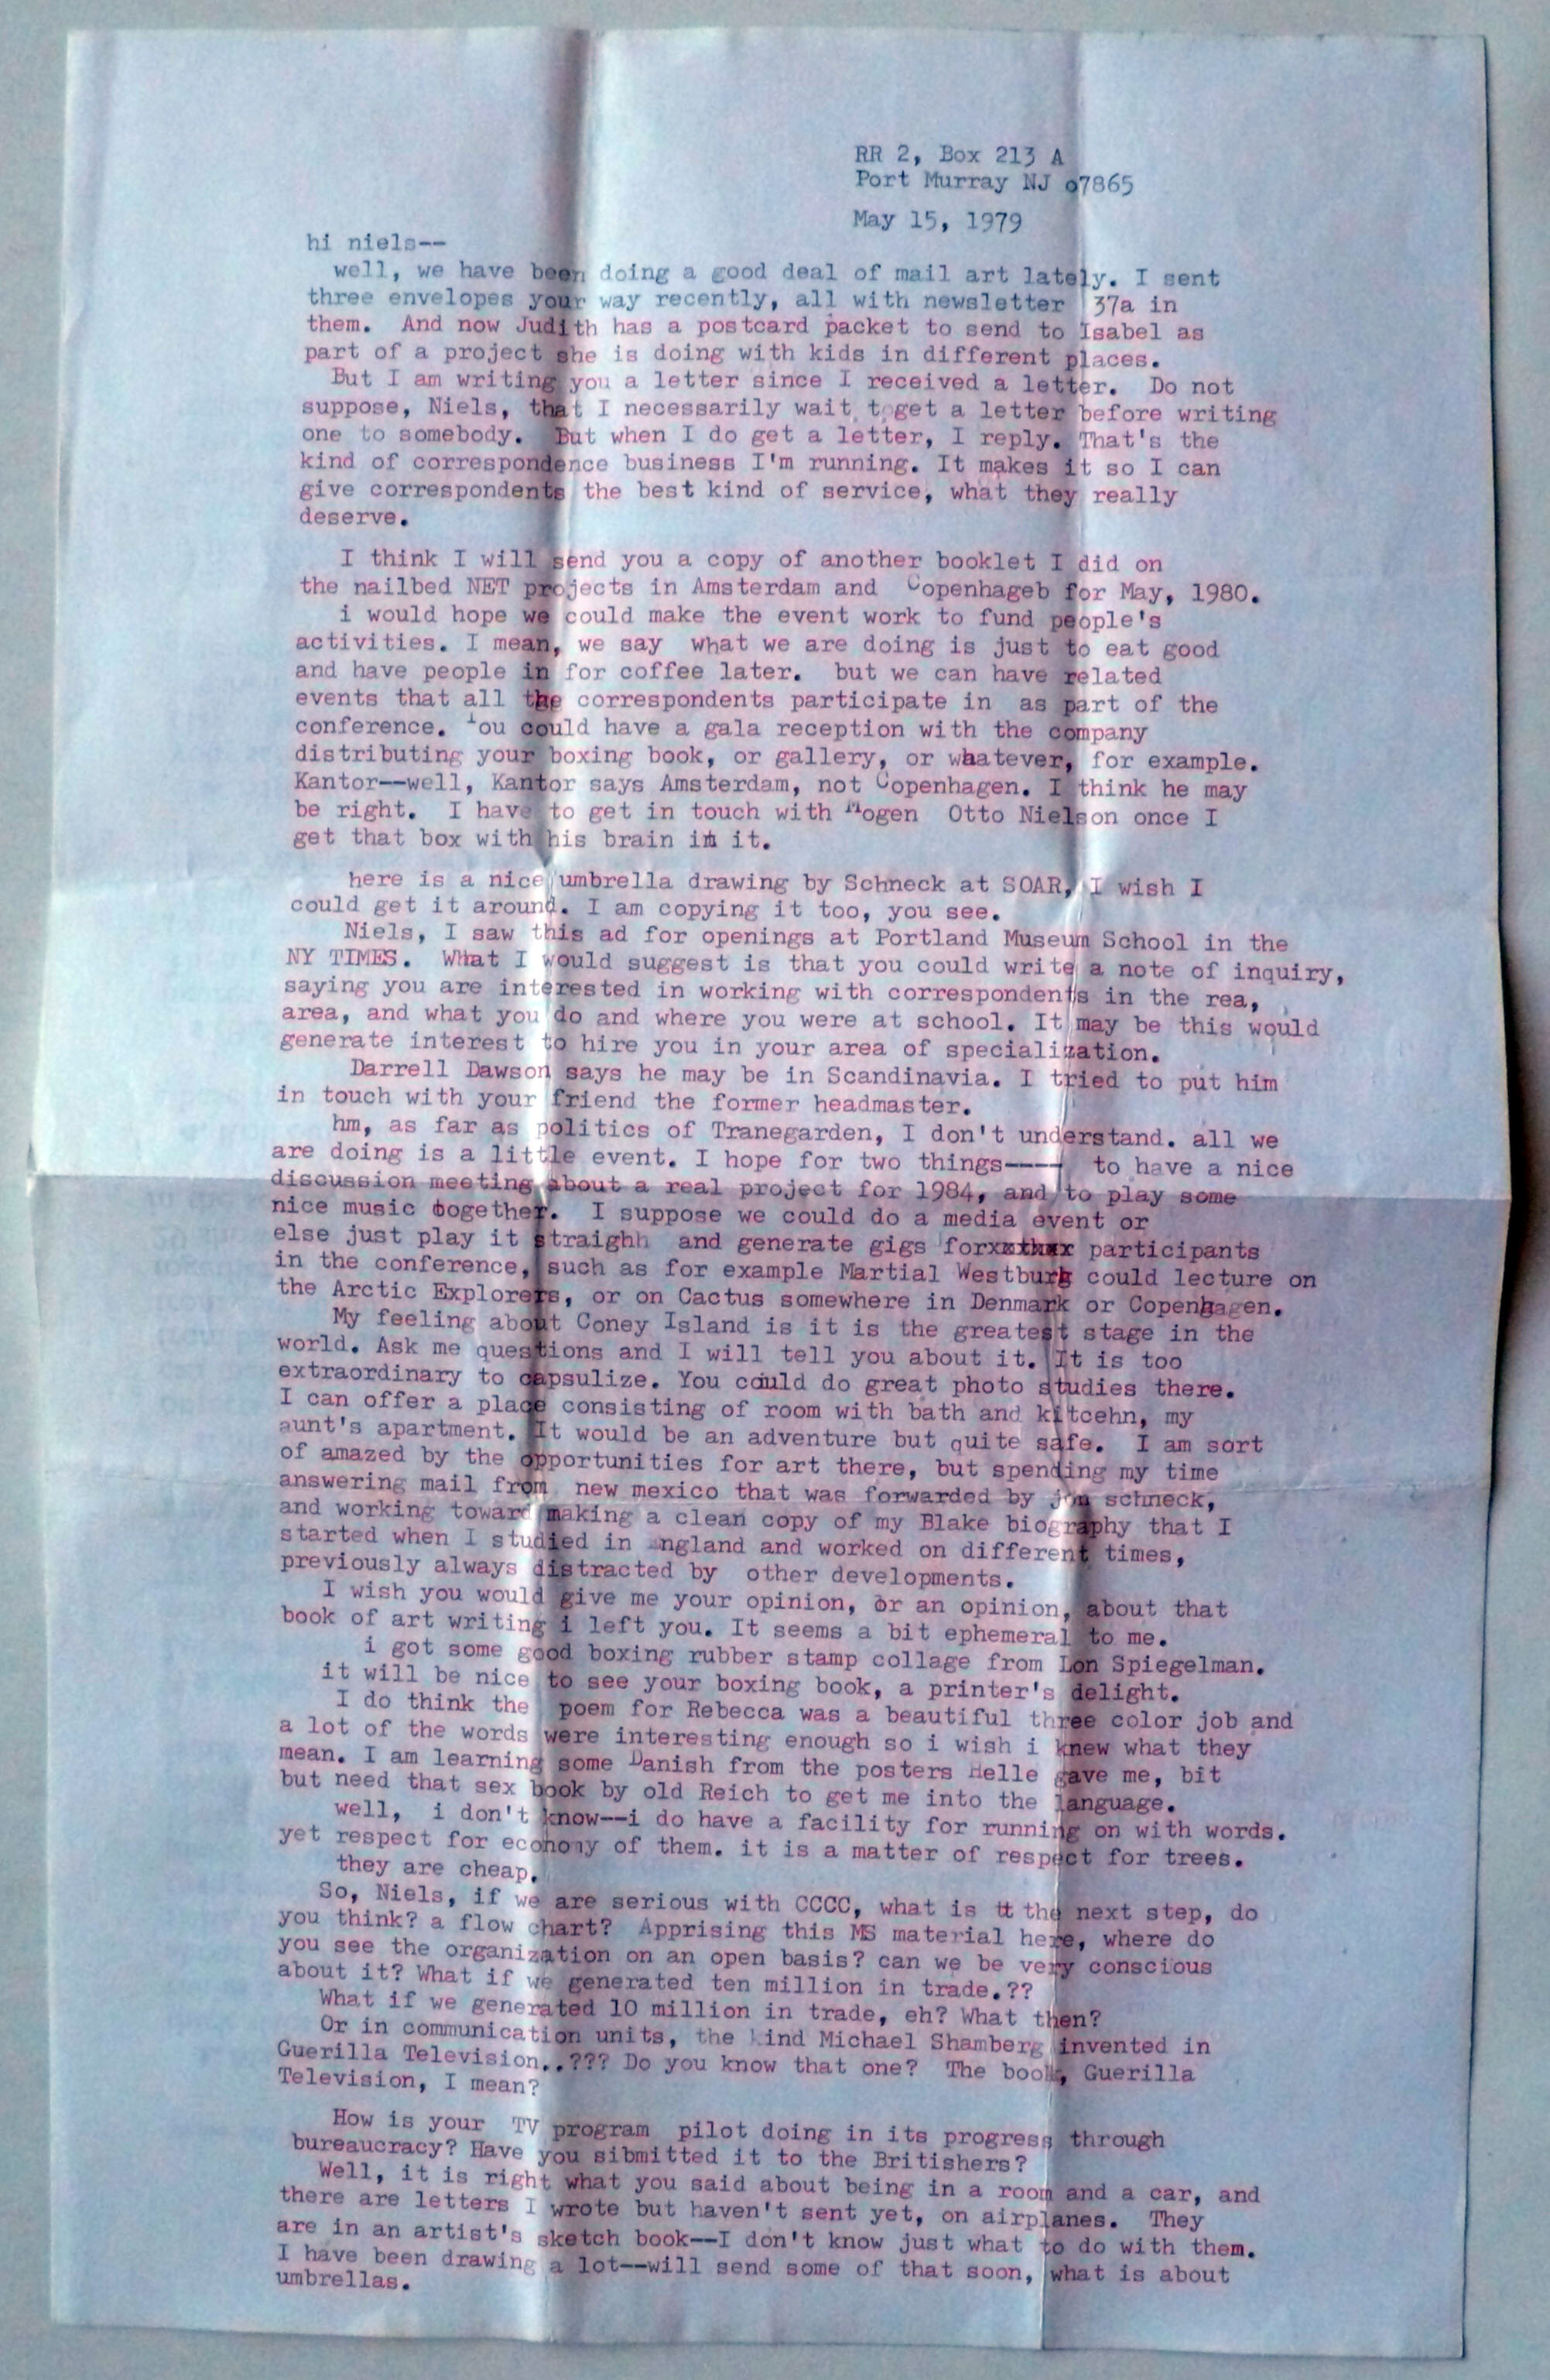 RR 2, Box 213 A
Port Murray NJ 07865
May 15, 1979
hi niels--
well, we have been doing a good deal of mail art lately. I sent
three envelopes your way recently, all with newsletter 37a in
them. And now Judith has a postcard packet to send to Isabel as
part of a project she is doing with kids in different places.
But I am writing you a letter since I received a letter. Do not
suppose, Niels, that I necessarily wait to get a letter before writing
one to somebody. But when I do get a letter, I reply. That's the
kind of correspondence business I'm running. It makes it so I can
give correspondents the best kind of service, what they really
deserve.
I think I will send you a copy of another booklet I did on
the nailbed NET projects in Amsterdam and Copenhageb for May, 1980.
i would hope we could make the event work to fund people's
activities. I mean, we say what we are doing is just to eat good
and have people in for coffee later. but we can have related
events that all the correspondents participate in as part of the
conference. You could have a gala reception with the company
distributing your boxing book, or gallery, or whatever, for example.
Kantor--well, Kantor says Amsterdam, not Copenhagen. I think he may
be right. I have to get in touch with Mogen Otto Nielson once I
get that box with his brain in it.
here is a nice umbrella drawing by Schneck at SOAR, I wish I
could get it around. I am copying it too, you see.
Niels, I saw this ad for openings at Portland Museum School in the
NY TIMES. What I would suggest is that you could write a note of inquiry,
saying you are interested in working with correspondents in the rea,
area, and what you do and where you were at school. It may be this would
generate interest to hire you in your area of specialization.
Darrell Dawson says he may be in Scandinavia. I tried to put him
in touch with your friend the former headmaster.
hm, as far as politics of Tranegarden, I don't understand. all we
are doing is a little event. I hope for two things---- to have a nice
discussion meeting about a real project for 1984, and to play some
nice music together. I suppose we could do a media event or
else just play it straighh and generate gigs forxxxthxr participants
in the conference, such as for example Martial Westburg could lecture on
the Arctic Explorers, or on Cactus somewhere in Denmark or Copenhagen.
My feeling about Coney Island is it is the greatest stage in the
world. Ask me questions and I will tell you about it. It is too
extraordinary to capsulize. You could do great photo studies there.
I can offer a place consisting of room with bath and kitcehn, my
aunt's apartment. It would be an adventure but quite safe. I am sort
of amazed by the opportunities for art there, but spending my time
answering mail from new mexico that was forwarded by jon schneck,
and working toward making a clean copy of my Blake biography that I
started when I studied in England and worked on different times,
previously always distracted by other developments.
I wish you would give me your opinion, or an opinion, about that
book of art writing i left you. It seems a bit ephemeral to me.
i got some good boxing rubber stamp collage from Lon Spiegelman.
it will be nice to see your boxing book, a printer's delight.
I do think the poem for Rebecca was a beautiful three color job and
a lot of the words were interesting enough so i wish i knew what they
mean. I am learning some Danish from the posters Helle gave me, bit
but need that sex book by old Reich to get me into the language.
well, i don't know--i do have a facility for running on with words.
yet respect for economy of them. it is a matter of respect for trees.
they are cheap.
So, Niels, if we are serious with CCCC, what is tt the next step, do
you think? a flow chart? Apprising this MS material here, where do
you see the organization on an open basis? can we be very conscious
about it? What if we generated ten million in trade.??
What if we generated 10 million in trade, eh? What then?
Or in communication units, the kind Michael Shamberg invented in
Guerilla Television..??? Do you know that one? The book, Guerilla
Television, I mean?
How is your TV program pilot doing in its progress through
bureaucracy? Have you sibmitted it to the Britishers?
Well, it is right what you said about being in a room and a car, and
there are letters I wrote but haven't sent yet, on airplanes. They
are in an artist's sketch book--I don't know just what to do with them.
I have been drawing a lot--will send some of that soon, what is about
umbrellas.